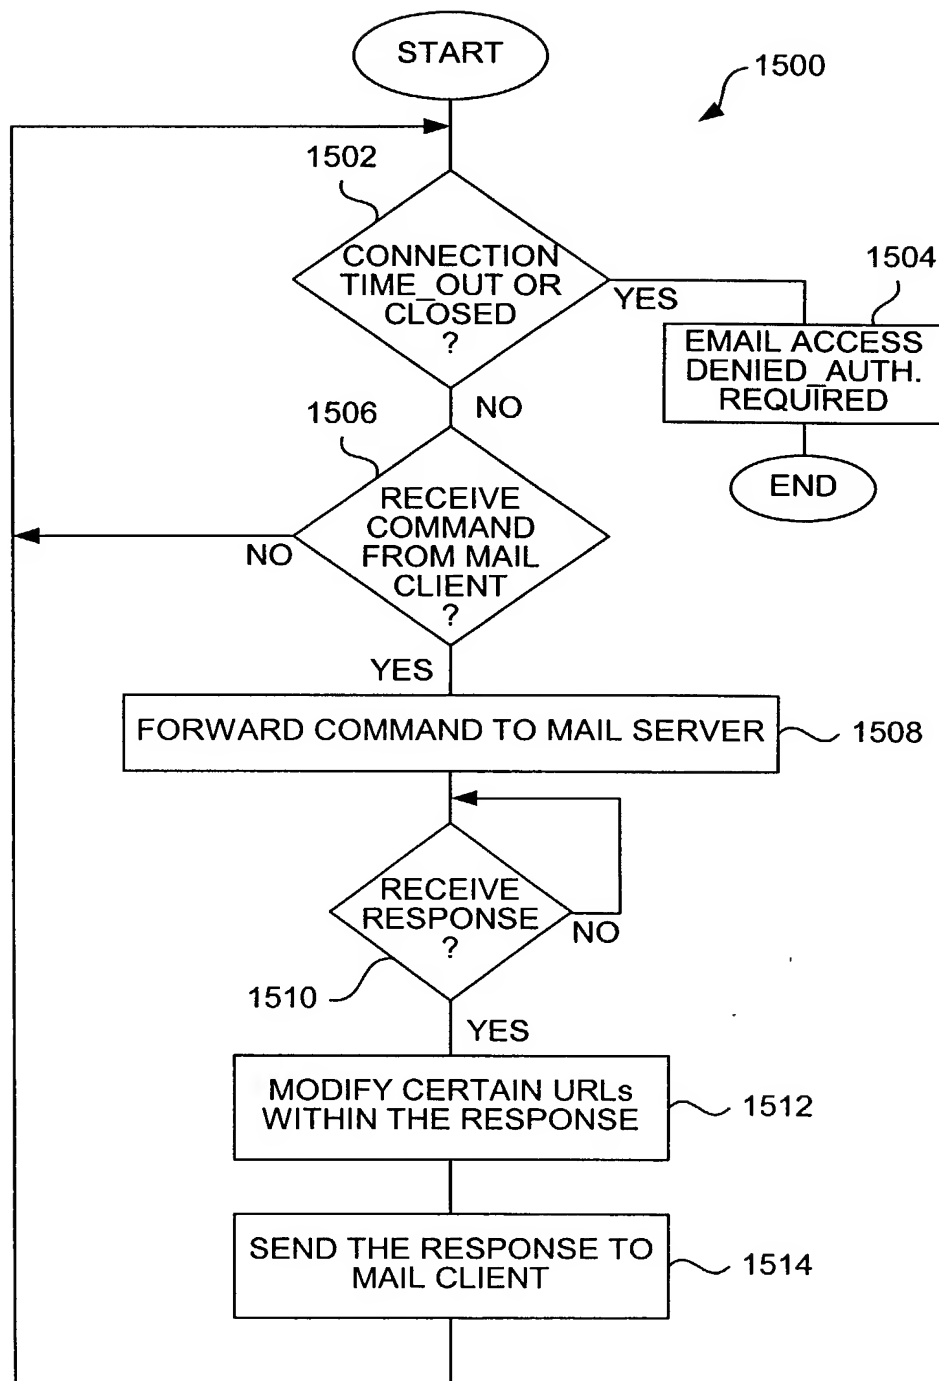 START
1500
1502
CONNECTION
TIME_OUT OR
CLOSED
?
YES
1504
EMAIL ACCESS
DENIED_AUTH.
REQUIRED
NO
END
1506
RECEIVE
COMMAND
FROM MAIL
CLIENT
?
NO
YES
FORWARD COMMAND TO MAIL SERVER
1508
RECEIVE
RESPONSE
?
NO
1510
YES
MODIFY CERTAIN URLs
WITHIN THE RESPONSE
1512
SEND THE RESPONSE TO
MAIL CLIENT
1514